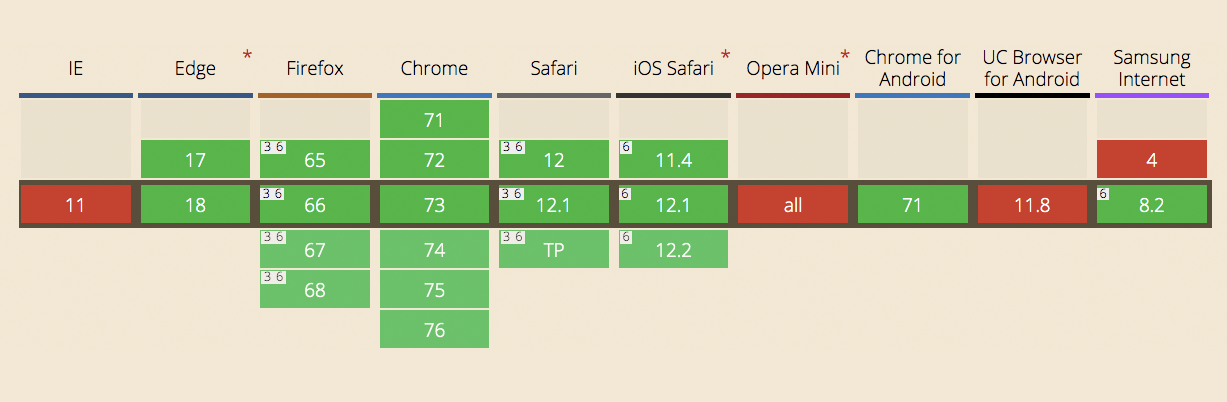 IE Edge * Firefox Chrome Safari iOS Safari * Opera Mini * Chrome for Android UC Browser for Android Samsung Internet
71
17 3 6 65 72 3 6 12 6 11.4 4
11 18 3 6 66 73 3 6 12.1 6 12.1 all 71 11.8 6 8.2
3 6 67 74 3 6 TP 6 12.2
3 6 68 75
76